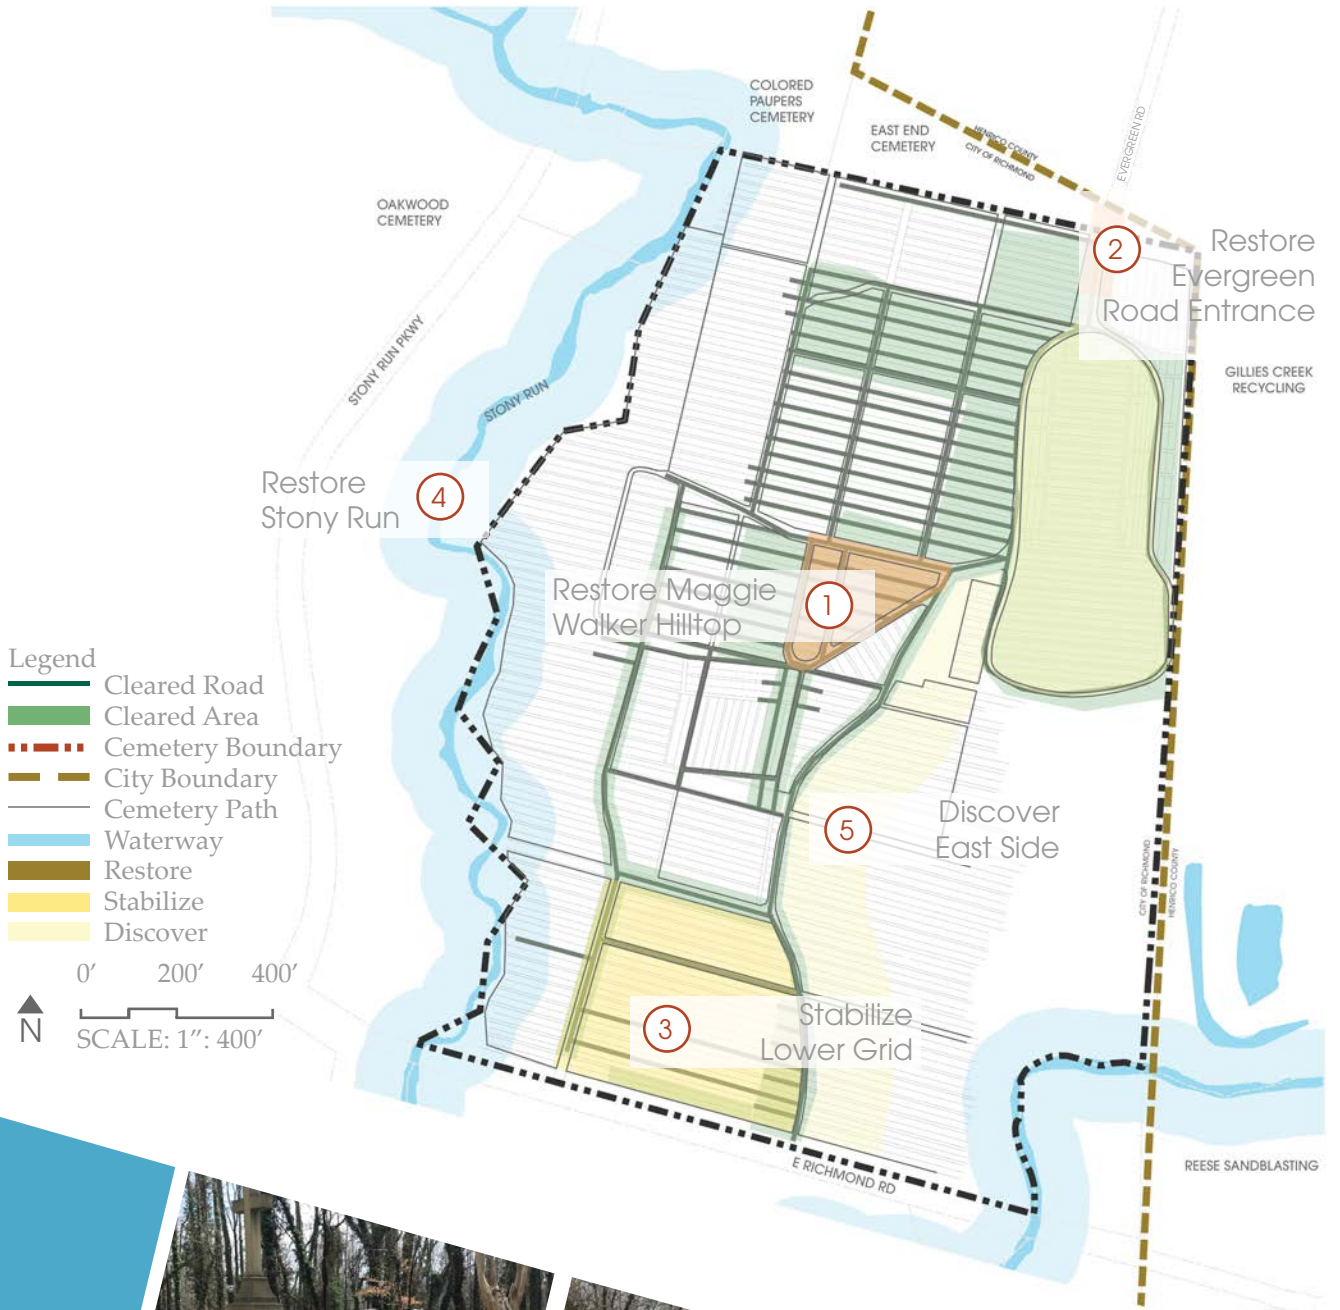 COLORED
PAUPERS
CEMETERY
EAST END
CEMETERY
HENRICO COUNTY
CITY OF RICHMOND
EVERGREEN RD
OAKWOOD
CEMETERY
2
Restore
Evergreen
Road Entrance
STONY RUN PKWY
STONY RUN
GILLIES CREEK
RECYCLING
Restore
Stony Run
4
Restore Maggie
Walker Hilltop
1
Legend
Cleared Road
Cleared Area
Cemetery Boundary
City Boundary
Cemetery Path
Waterway
Restore
Stabilize
Discover
0' 200' 400'
N
SCALE: 1": 400'
5
Discover
East Side
CITY OF RICHMOND
HENRICO COUNTY
3
Stabilize
Lower Grid
E RICHMOND RD
REESE SANDBLASTING